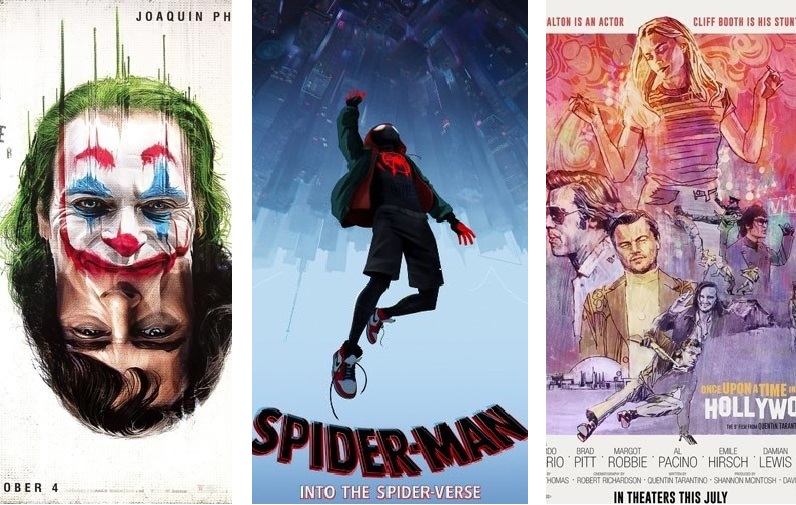 JOAQUIN PH
E
R
OBER 4
SPIDER-MAN
INTO THE SPIDER-VERSE
ALTON IS AN ACTOR
CLIFF BOOTH IS HIS STUN
ONCE UPON A TIME IN
HOLLYWO
THE 9TH FILM FROM QUENTIN TARANT
DO BRAD MARGOT AL EMILE DAMIAN
RIO PITT ROBBIE PACINO HIRSCH LEWIS
THOMAS ROBERT RICHARDSON QUENTIN TARANTINO SHANNON MCINTOSH DAVI
IN THEATERS THIS JULY